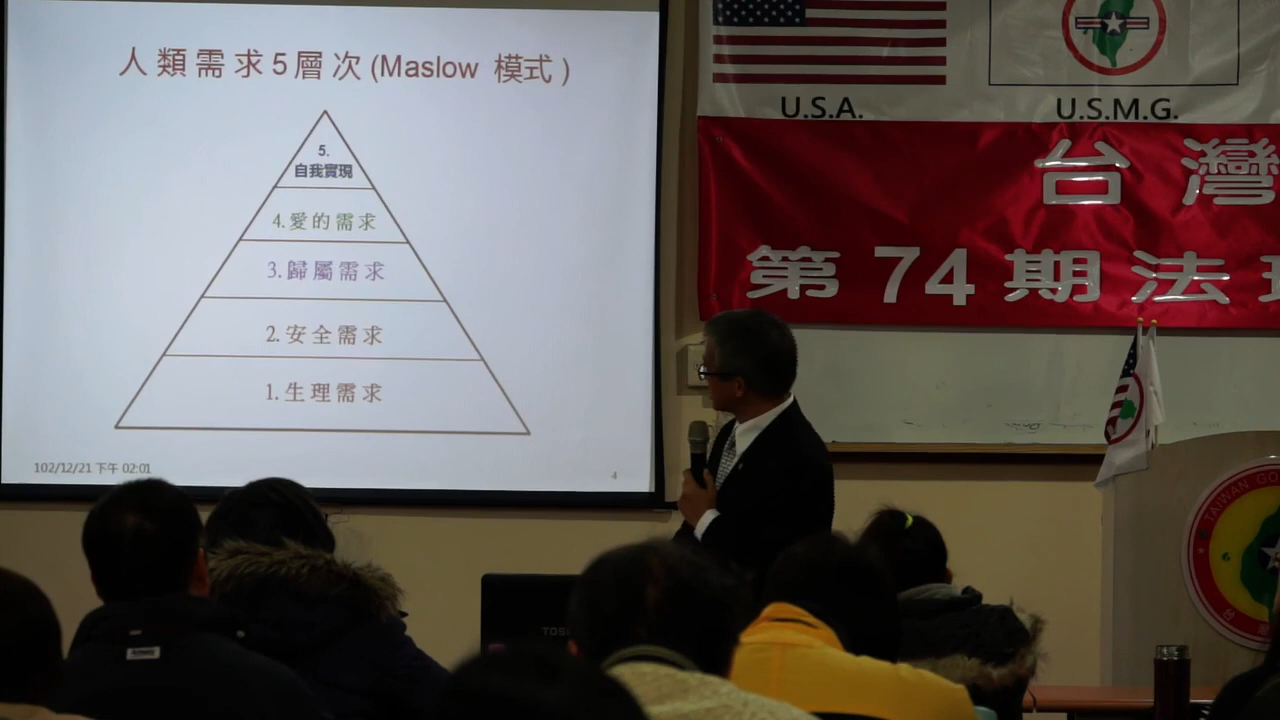 人類需求5層次(Maslow 模式)
5.
自我實現
4.愛的需求
3.歸屬需求
2.安全需求
1.生理需求
102/12/21 下午 02:01
4
U.S.A.
U.S.M.G.
台灣
第74期法
TAIWAN GO